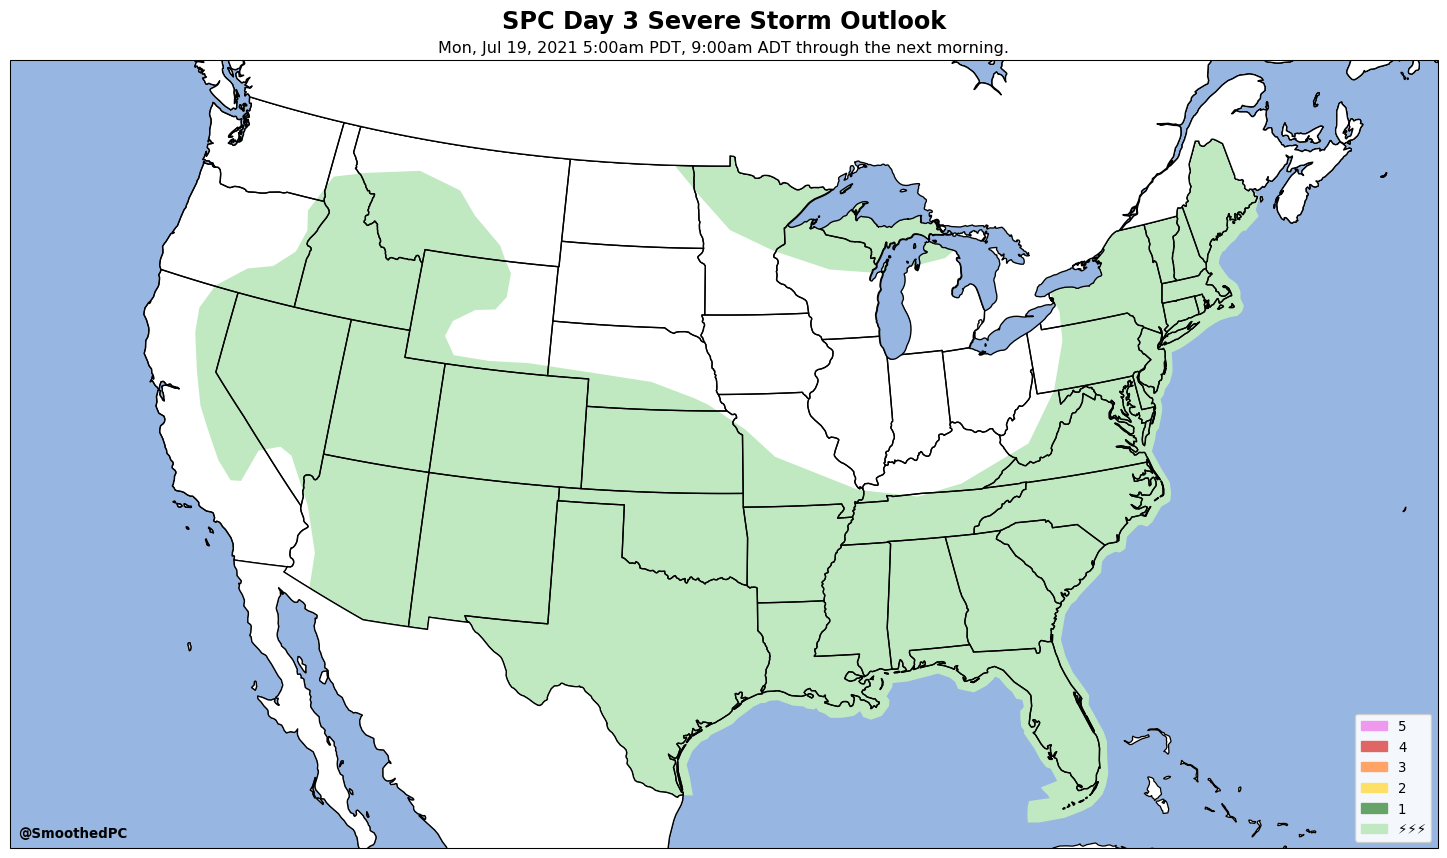 SPC Day 3 Severe Storm Outlook
Mon, Jul 19, 2021 5:00am PDT, 9:00am ADT through the next morning.
5
4
3
2
1
⚡⚡⚡
@SmoothedPC